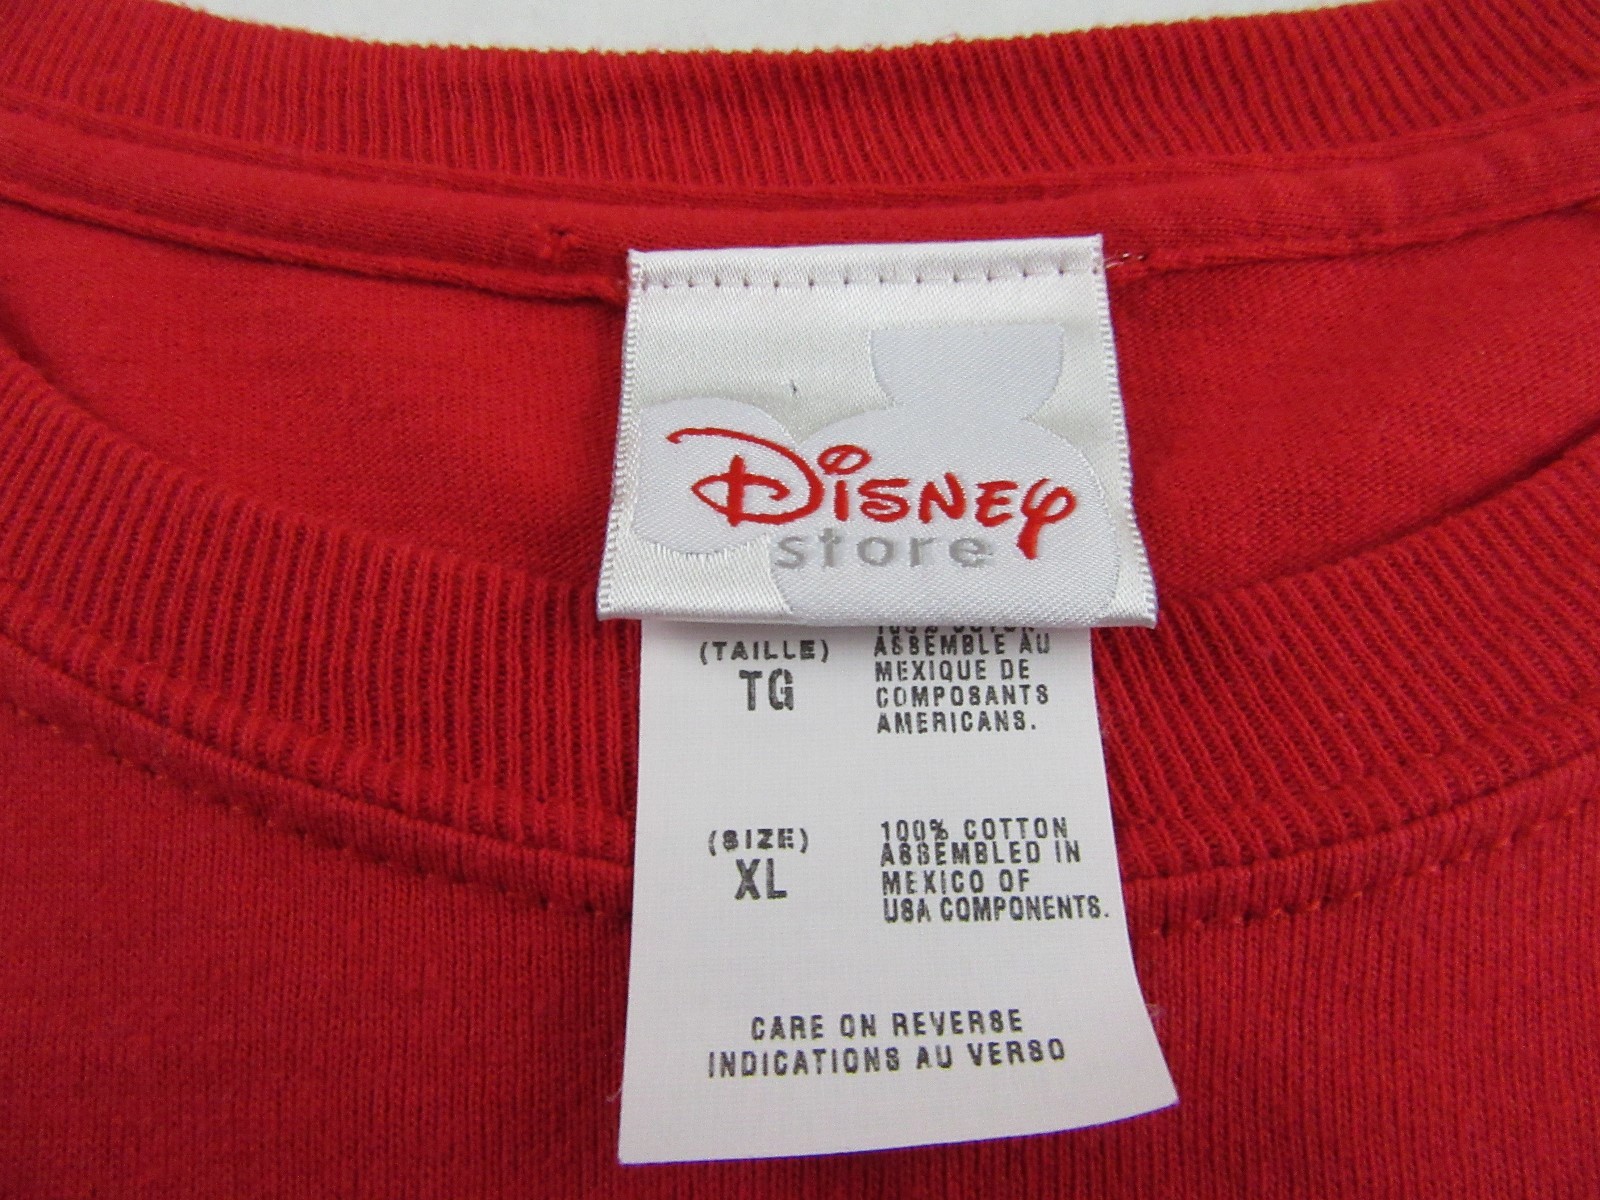 Disney
store
(TAILLE)
TG
ASSEMBLE AU
MEXIQUE DE
COMPOSANTS
AMERICANS.
(SIZE)
XL
100% COTTON
ASSEMBLED IN
MEXICO OF
USA COMPONENTS.
CARE ON REVERSE
INDICATIONS AU VERSO